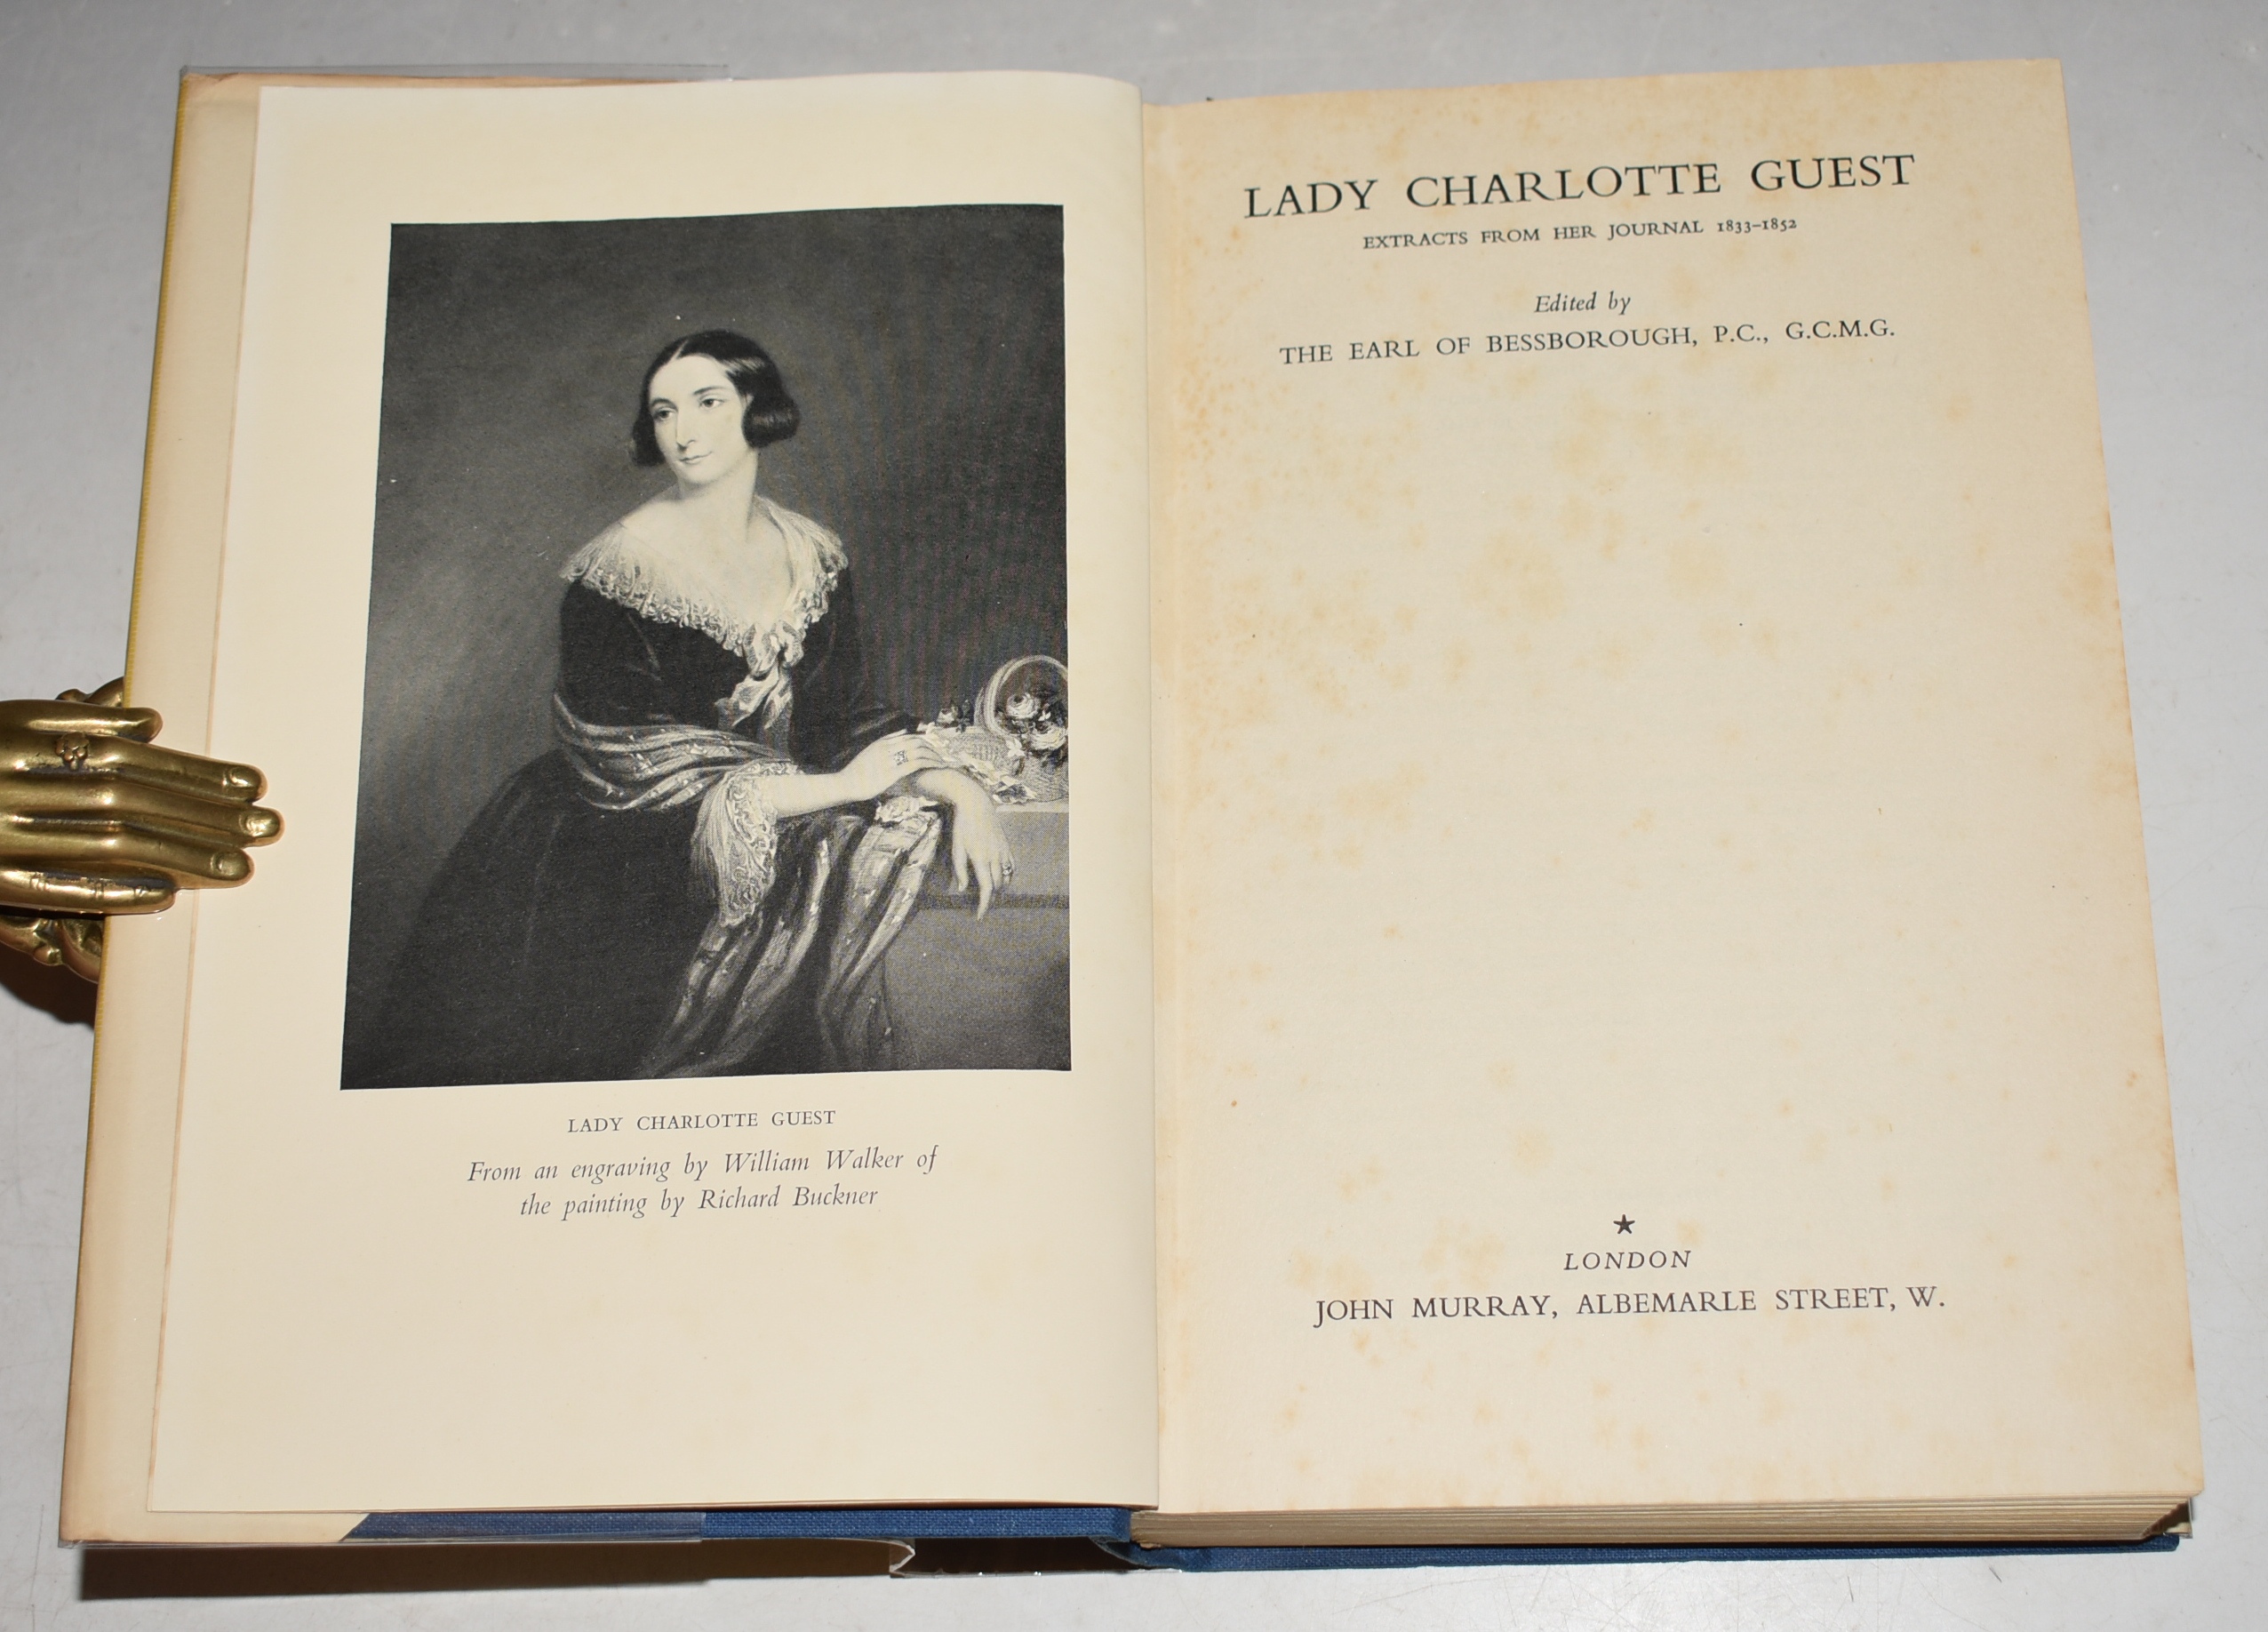 LADY CHARLOTTE GUEST
From an engraving by William Walker of
the painting by Richard Buckner
LADY CHARLOTTE GUEST
EXTRACTS FROM HER JOURNAL 1833–1852
Edited by
THE EARL OF BESSBOROUGH, P.C., G.C.M.G.
LONDON
JOHN MURRAY, ALBEMARLE STREET, W.